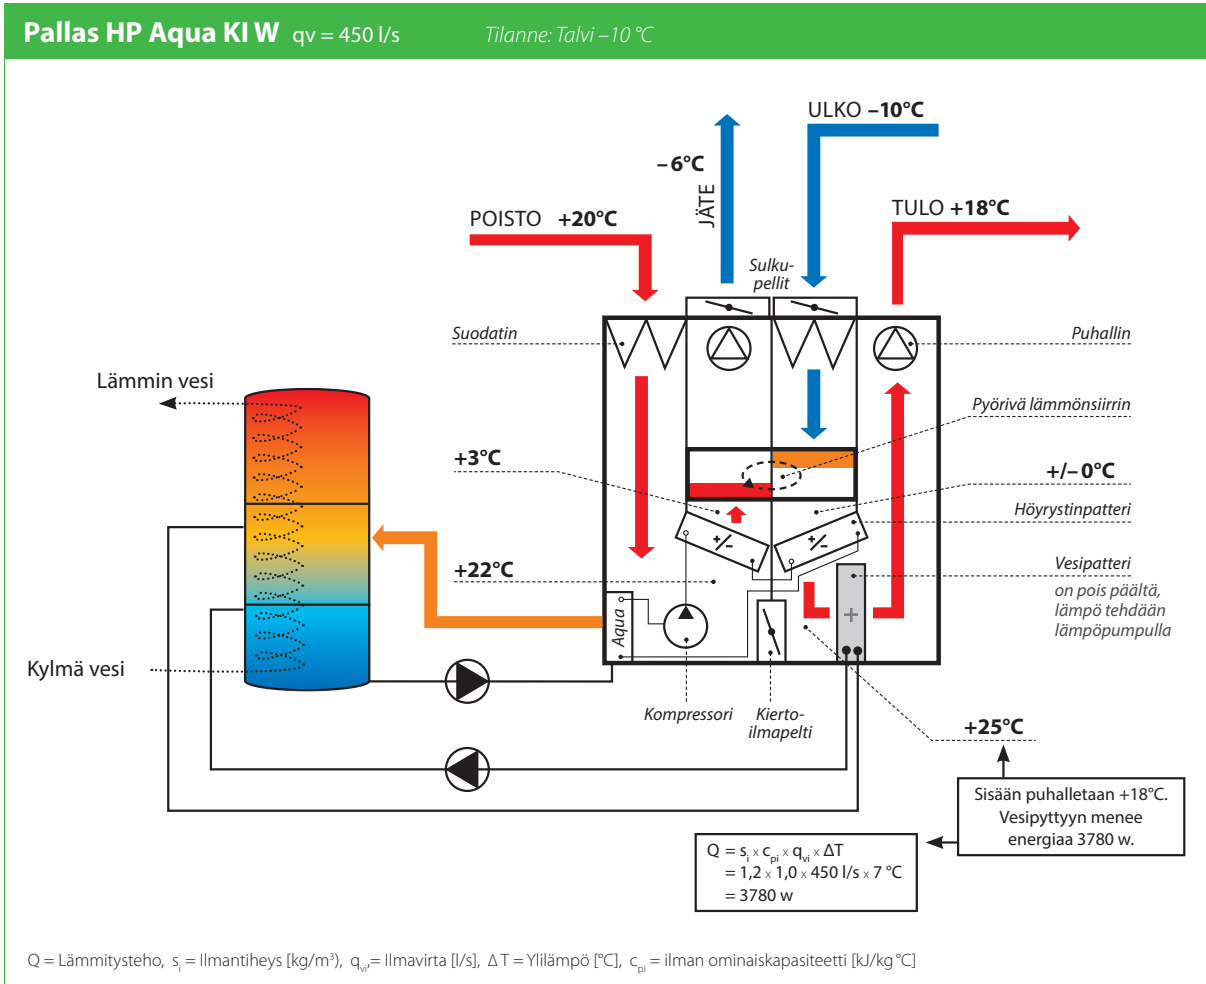 Pallas HP Aqua KI W qv = 450 l/s Tilanne: Talvi –10 °C
ULKO –10°C
–6°C
JÄTE
POISTO +20°C
TULO +18°C
Sulku-
pellit
Suodatin
Puhallin
Lämmin vesi
Pyörivä lämmönsiirrin
+3°C
+/– 0°C
Höyrystinpatteri
+/–
+/–
+22°C
Vesipatteri
on pois päältä,
lämpö tehdään
lämpöpumpulla
+
Aqua
Kylmä vesi
Kompressori
Kierto-
ilmapelti
+25°C
Sisään puhalletaan +18°C.
Vesipyttyyn menee
energiaa 3780 w.
Q = si x cpi x qvi x ΔT
= 1,2 x 1,0 x 450 l/s x 7 °C
= 3780 w
Q = Lämmitysteho, si = Ilmantiheys [kg/m³), qvi,= Ilmavirta [l/s], ΔT = Ylilämpö [°C], cpi = ilman ominaiskapasiteetti [kJ/kg °C]